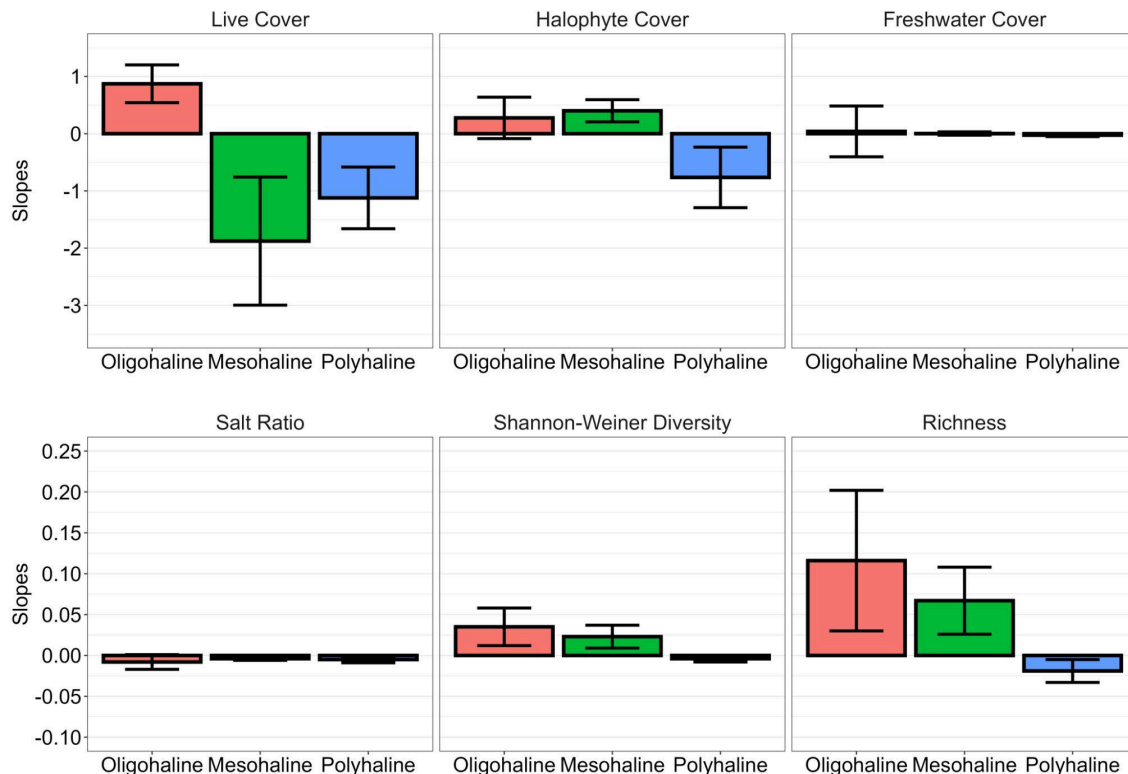 Live Cover
Halophyte Cover
Freshwater Cover
Slopes
1
0
-1
-2
-3
Oligohaline Mesohaline Polyhaline
Oligohaline Mesohaline Polyhaline
Oligohaline Mesohaline Polyhaline
Salt Ratio
Shannon-Weiner Diversity
Richness
Slopes
0.25
0.20
0.15
0.10
0.05
0.00
-0.05
-0.10
Oligohaline Mesohaline Polyhaline
Oligohaline Mesohaline Polyhaline
Oligohaline Mesohaline Polyhaline